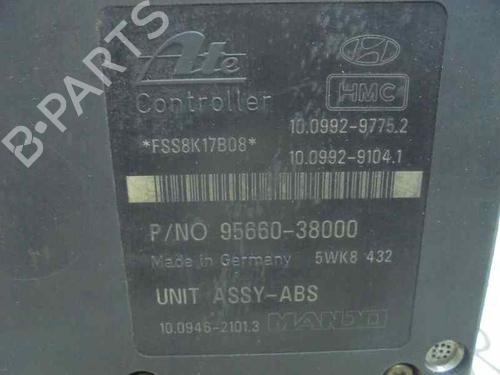 Ate
Controller
HMC
*FSS8K17B08*
10.0992-9775.2
10.0992-9104.1
P/NO 95660-38000
Made in Germany 5WK8 432
UNIT ASSY-ABS
10.0946-2101.3 MANDO
B-PARTS